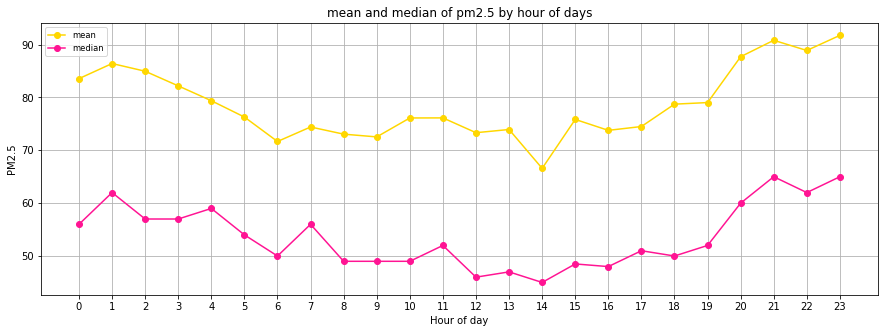 mean and median of pm2.5 by hour of days
mean
median
90
80
70
60
50
PM2.5
0 1 2 3 4 5 6 7 8 9 10 11 12 13 14 15 16 17 18 19 20 21 22 23
Hour of day